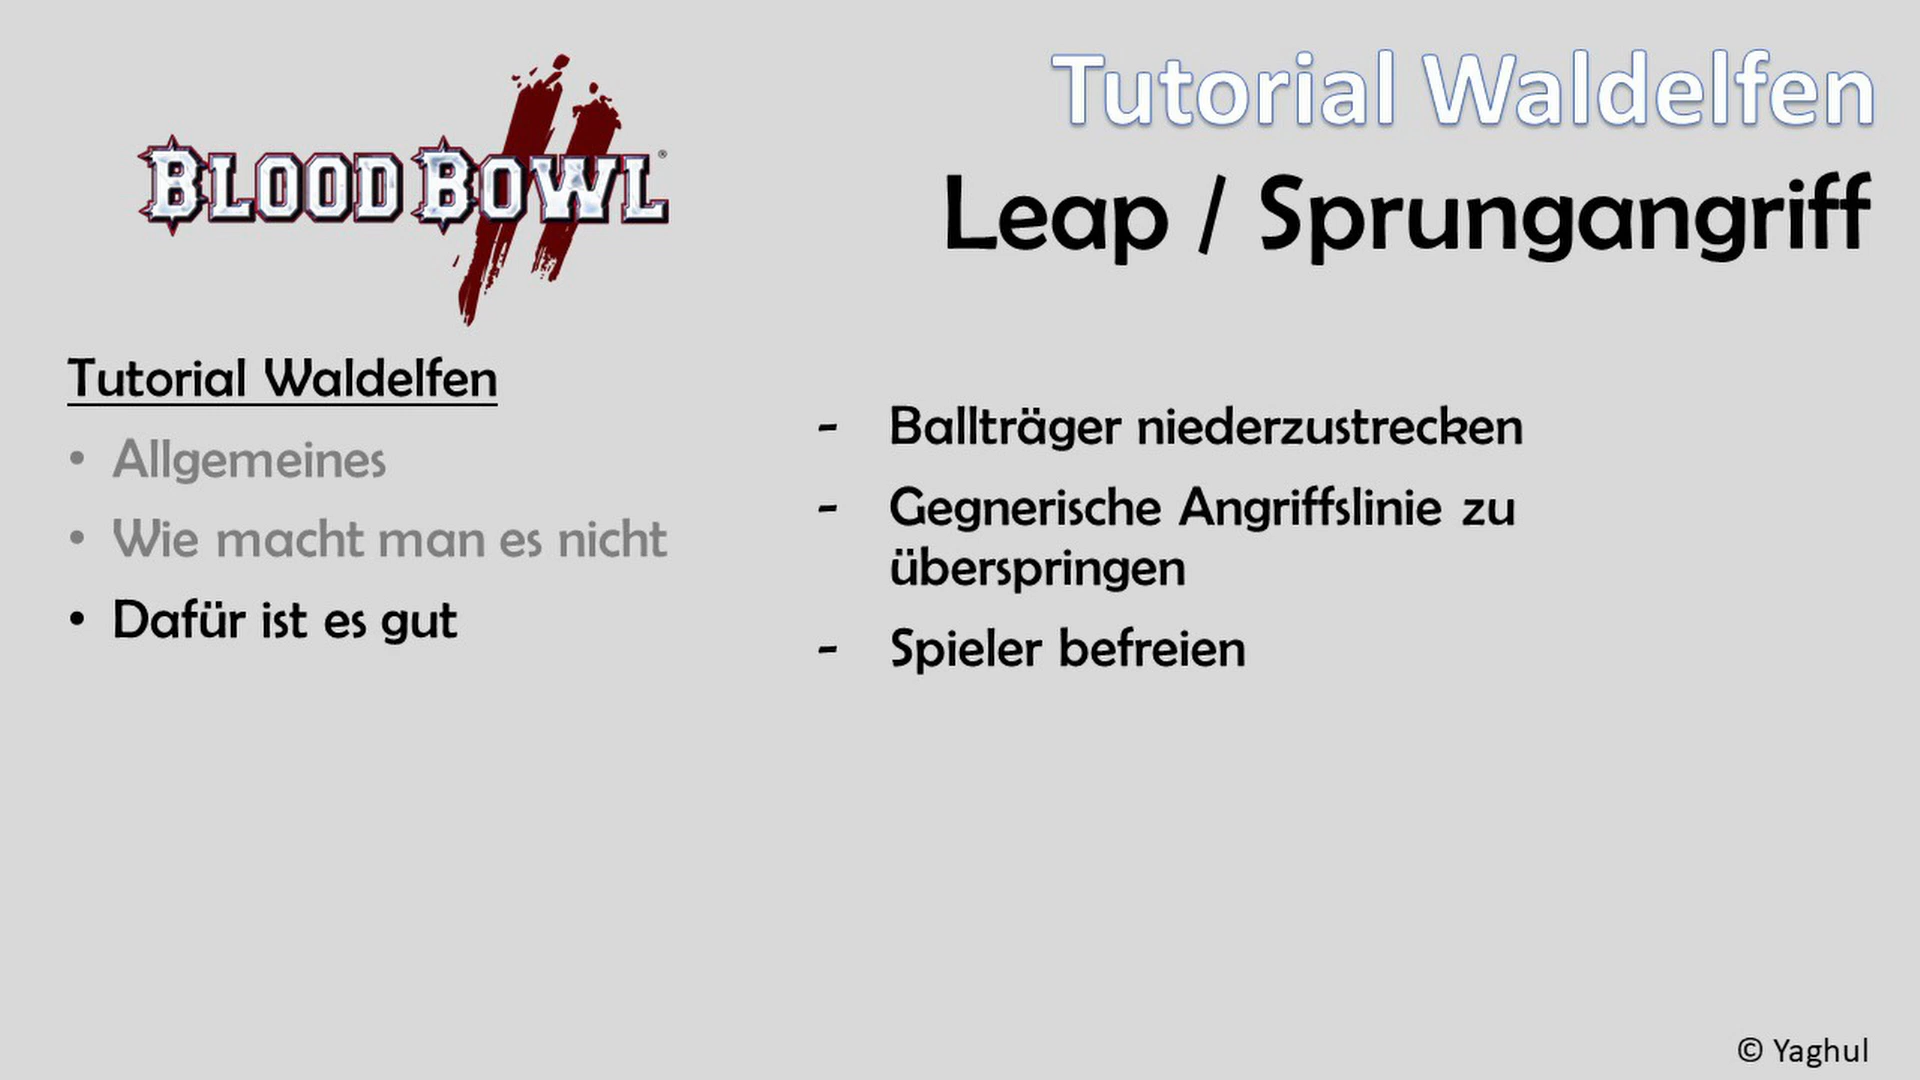 BLOOD BOWL II ®
Tutorial Waldelfen
Leap / Sprungangriff
Tutorial Waldelfen
• Allgemeines
• Wie macht man es nicht
• Dafür ist es gut
- Ballträger niederzustrecken
- Gegnerische Angriffslinie zu
überspringen
- Spieler befreien
© Yaghul